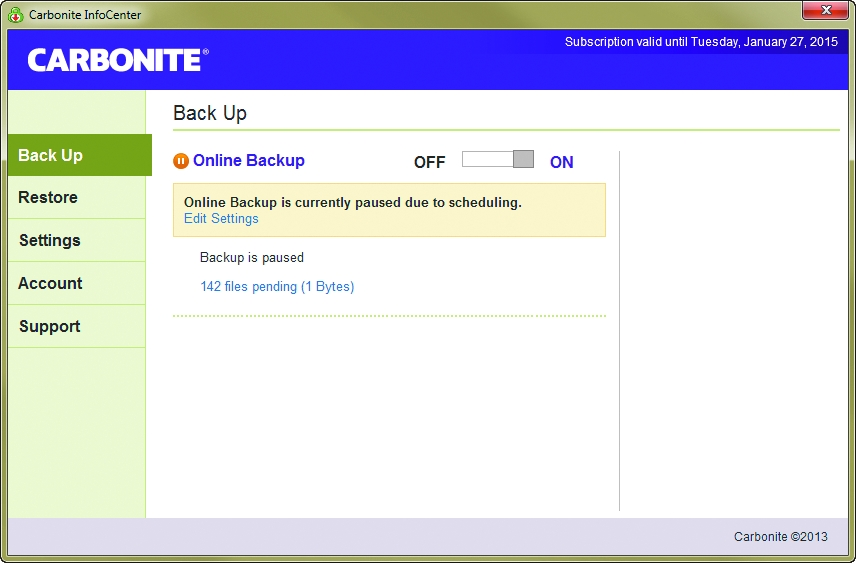 Carbonite InfoCenter
Subscription valid until Tuesday, January 27, 2015
CARBONITE®
Back Up
Back Up
Restore
Settings
Account
Support
Online Backup
OFF ON
Online Backup is currently paused due to scheduling.
Edit Settings
Backup is paused
142 files pending (1 Bytes)
Carbonite ©2013